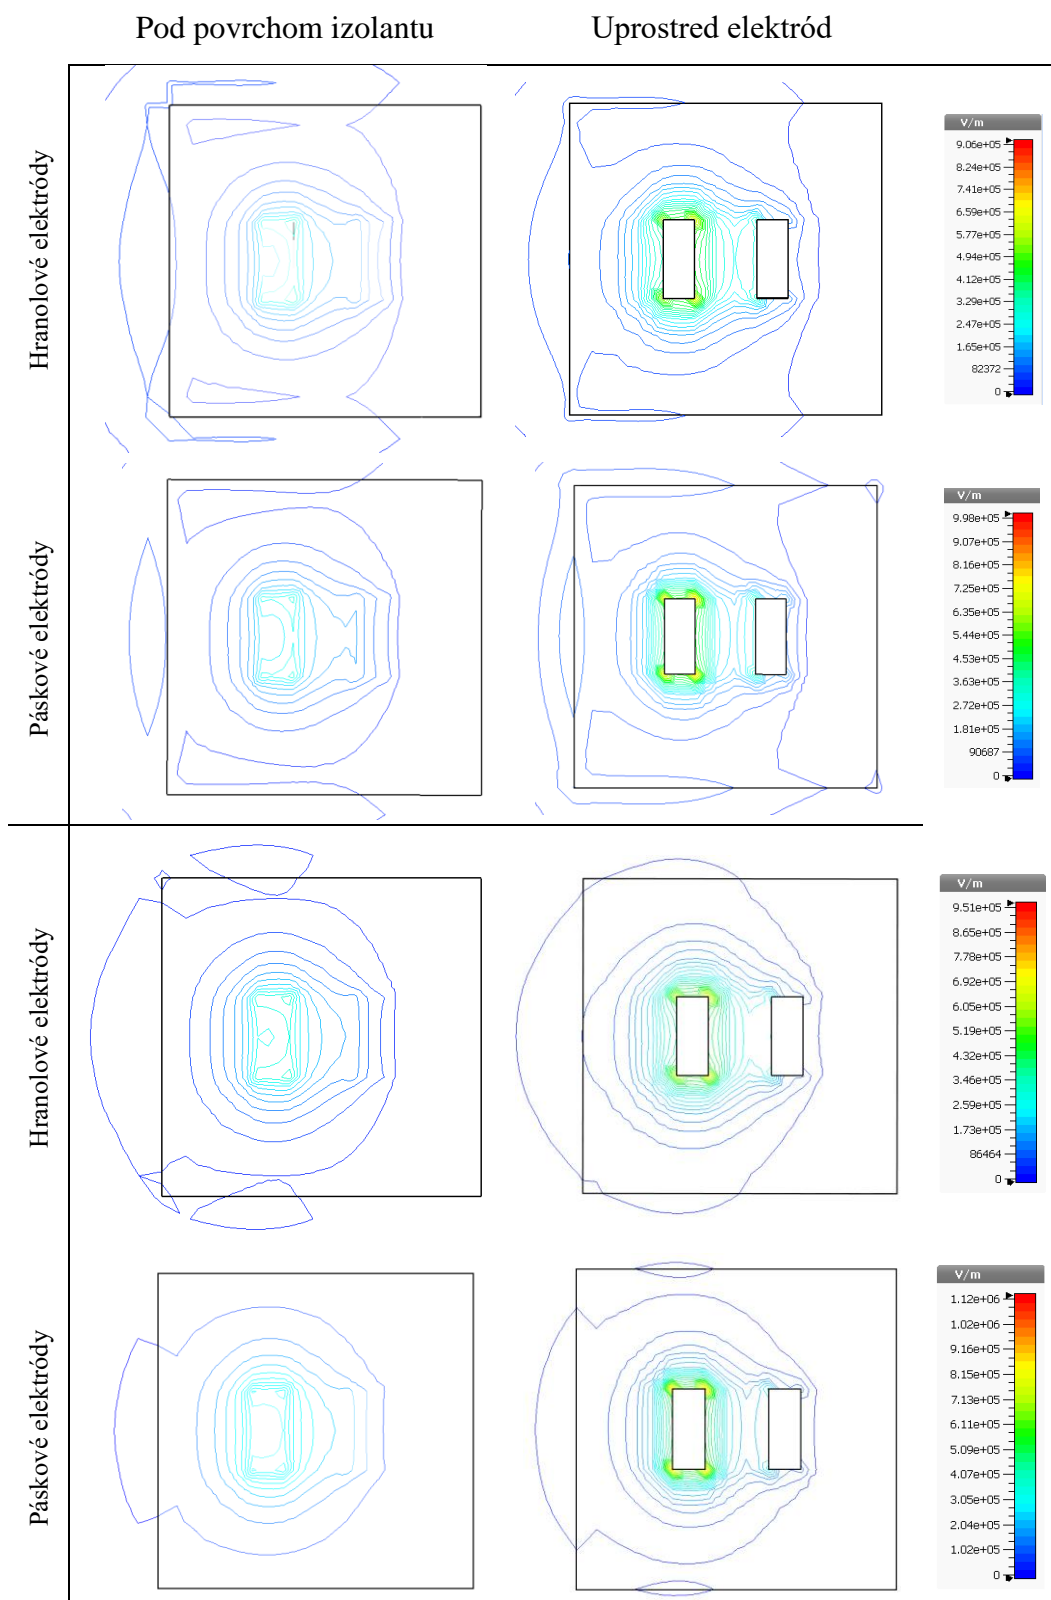 Pod povrchom izolantu
Uprostred elektród
Hranolové elektródy
V/m
9.06e+05
8.24e+05
7.41e+05
6.59e+05
5.77e+05
4.94e+05
4.12e+05
3.29e+05
2.47e+05
1.65e+05
82372
0
Páskové elektródy
V/m
9.98e+05
9.07e+05
8.16e+05
7.25e+05
6.35e+05
5.44e+05
4.53e+05
3.63e+05
2.72e+05
1.81e+05
90687
0
Hranolové elektródy
V/m
9.51e+05
8.65e+05
7.78e+05
6.92e+05
6.05e+05
5.19e+05
4.32e+05
3.46e+05
2.59e+05
1.73e+05
86464
0
Páskové elektródy
V/m
1.12e+06
1.02e+06
9.16e+05
8.15e+05
7.13e+05
6.11e+05
5.09e+05
4.07e+05
3.05e+05
2.04e+05
1.02e+05
0